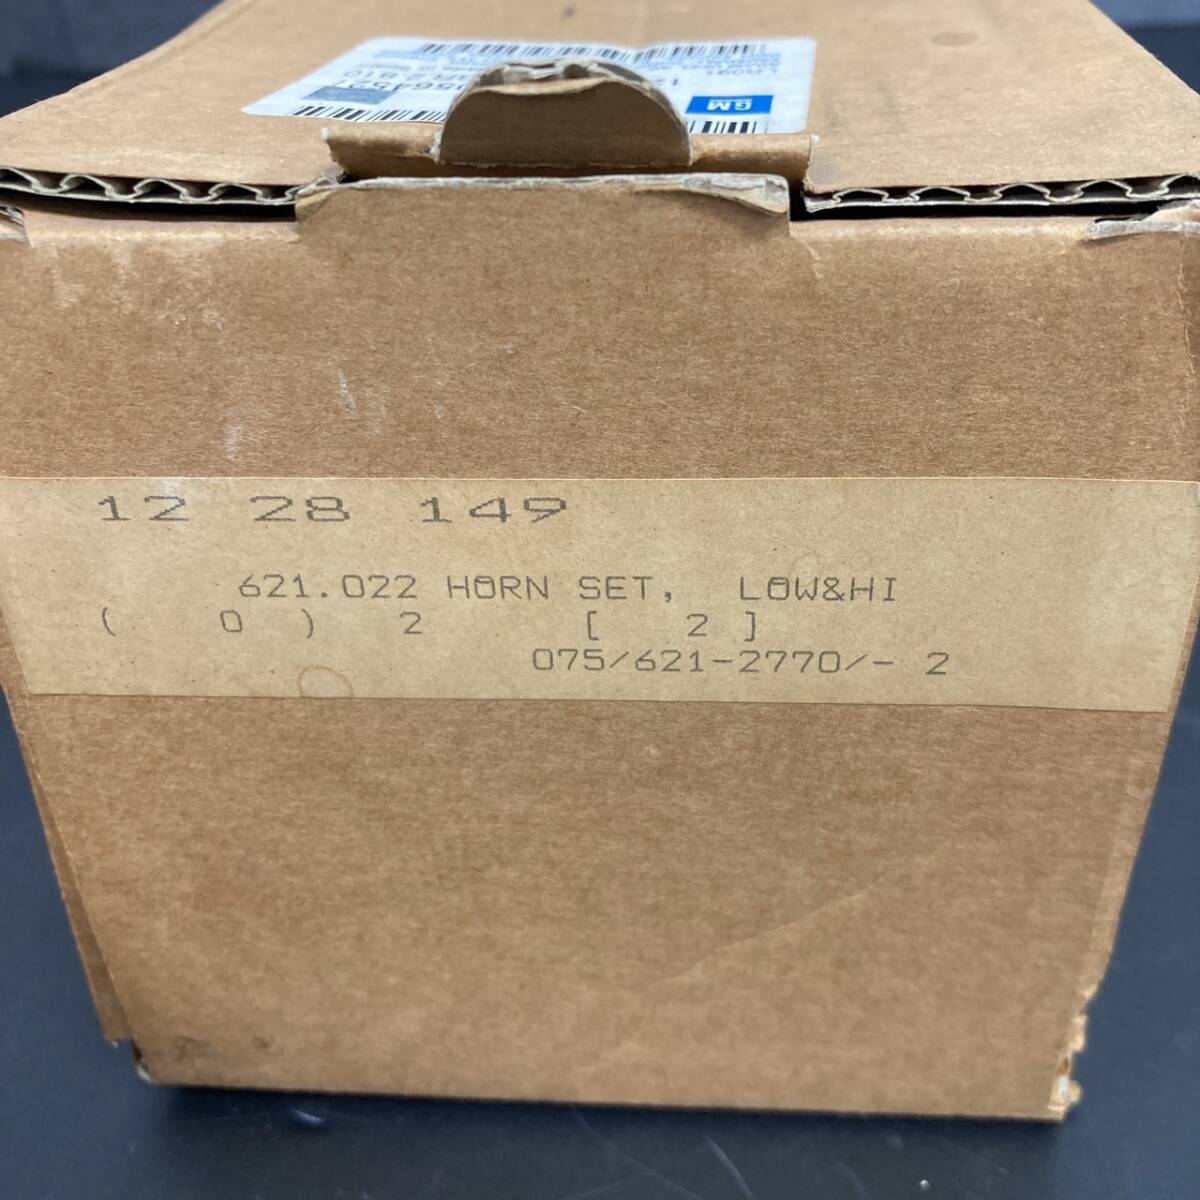 GM
12 28 149
621.022 HORN SET, LOW&HI
( 0 ) 2 [ 2 ]
075/621-2770/- 2